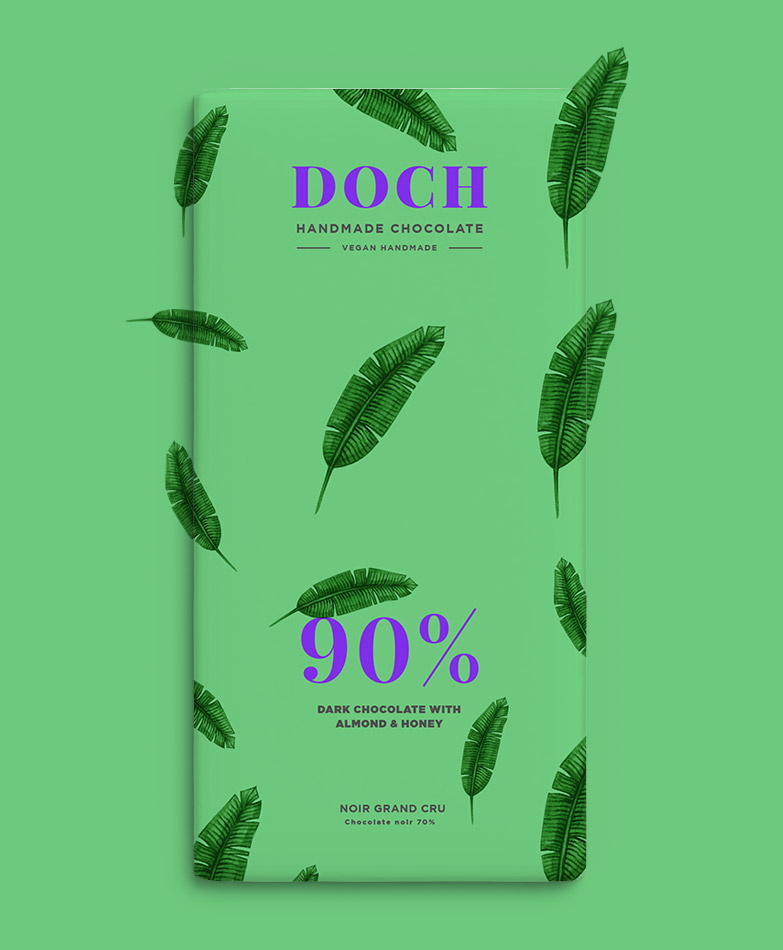 DOCH
HANDMADE CHOCOLATE
VEGAN HANDMADE
90%
DARK CHOCOLATE WITH
ALMOND & HONEY
NOIR GRAND CRU
Chocolate noir 70%